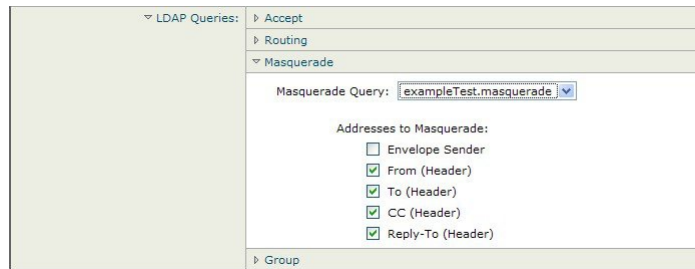 LDAP Queries:
Accept
Routing
Masquerade
Masquerade Query: exampleTest.masquerade
Addresses to Masquerade:
Envelope Sender
From (Header)
To (Header)
CC (Header)
Reply-To (Header)
Group